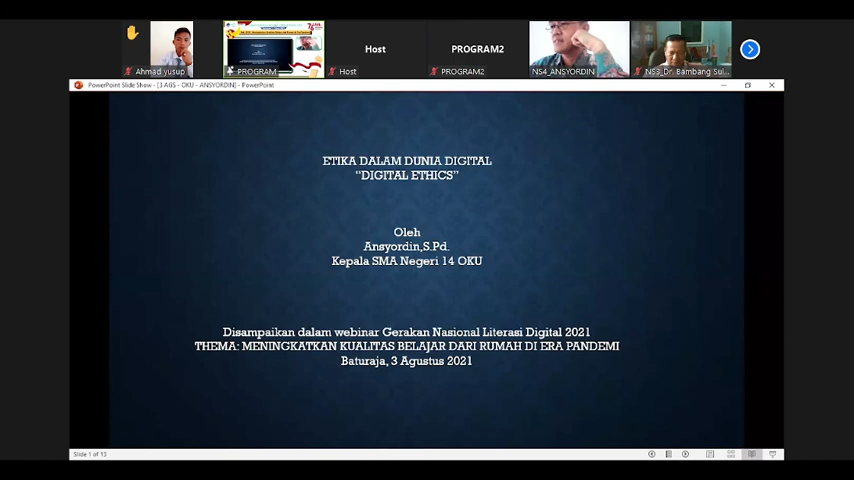 Ahmad yusup
PROGRAM
Host
Host
PROGRAM2
PROGRAM2
NS4_ANSYORDIN
NS3_Dr. Bambang Sul...
PowerPoint Slide Show - [3 AGS - OKU - ANSYORDIN] - PowerPoint
ETIKA DALAM DUNIA DIGITAL
“DIGITAL ETHICS”
Oleh
Ansyordin,S.Pd.
Kepala SMA Negeri 14 OKU
Disampaikan dalam webinar Gerakan Nasional Literasi Digital 2021
THEMA: MENINGKATKAN KUALITAS BELAJAR DARI RUMAH DI ERA PANDEMI
Baturaja, 3 Agustus 2021
Slide 1 of 13